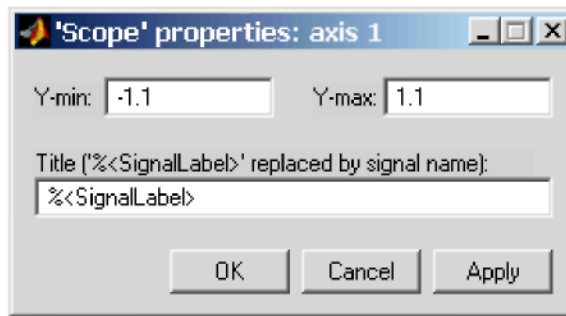 'Scope' properties: axis 1
Y-min: -1.1 Y-max: 1.1
Title ('%<SignalLabel>' replaced by signal name):
%<SignalLabel>
OK Cancel Apply